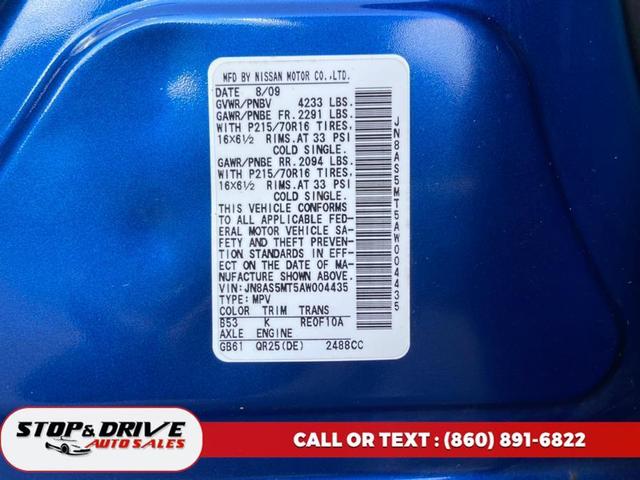 MFD BY NISSAN MOTOR CO.,LTD.
DATE 8/09
GVWR/PNBV 4233 LBS.
GAWR/PNBE FR.2291 LBS.
WITH P215/70R16 TIRES,
16X6½ RIMS.AT 33 PSI
COLD SINGLE.
GAWR/PNBE RR.2094 LBS.
WITH P215/70R16 TIRES,
16X6½ RIMS.AT 33 PSI
COLD SINGLE.
THIS VEHICLE CONFORMS
TO ALL APPLICABLE FED-
ERAL MOTOR VEHICLE SA-
FETY AND THEFT PREVEN-
TION STANDARDS IN EFF-
ECT ON THE DATE OF MA-
NUFACTURE SHOWN ABOVE.
VIN:JN8AS5MT5AW004435
TYPE:MPV
COLOR TRIM TRANS
B53 K RE0F10A
AXLE ENGINE
GB61 QR25(DE) 2488CC
JN8AS5MT5AW004435
STOP & DRIVE
AUTO SALES
CALL OR TEXT : (860) 891-6822